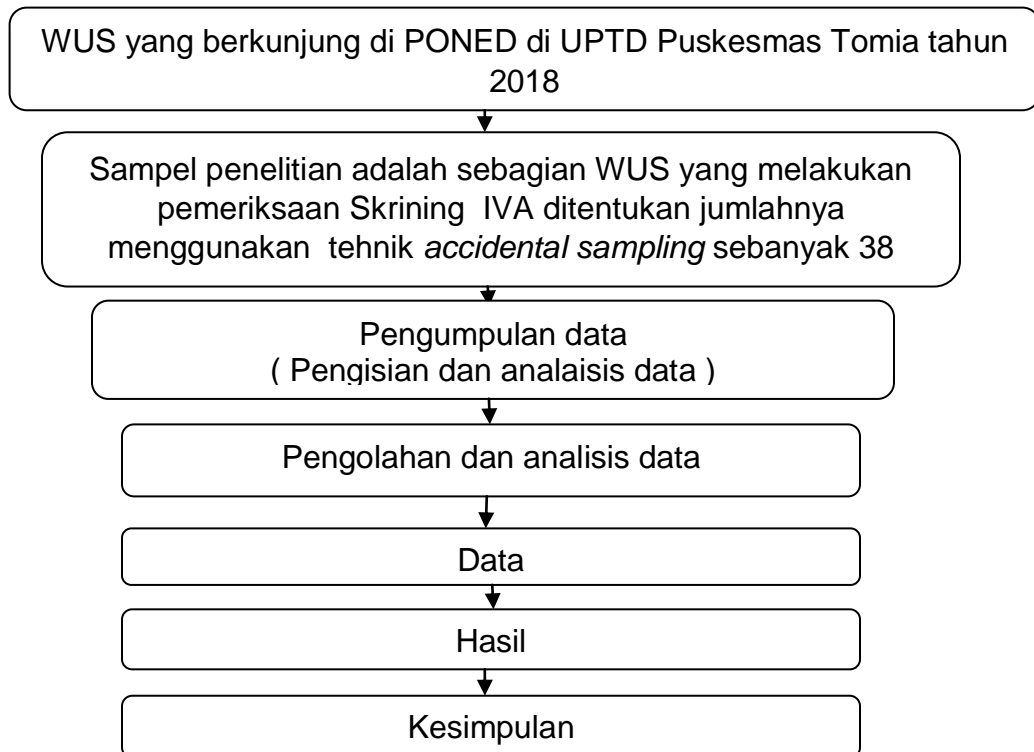 WUS yang berkunjung di PONED di UPTD Puskesmas Tomia tahun
2018
Sampel penelitian adalah sebagian WUS yang melakukan
pemeriksaan Skrining IVA ditentukan jumlahnya
menggunakan tehnik accidental sampling sebanyak 38
Pengumpulan data
( Pengisian dan analaisis data )
Pengolahan dan analisis data
Data
Hasil
Kesimpulan